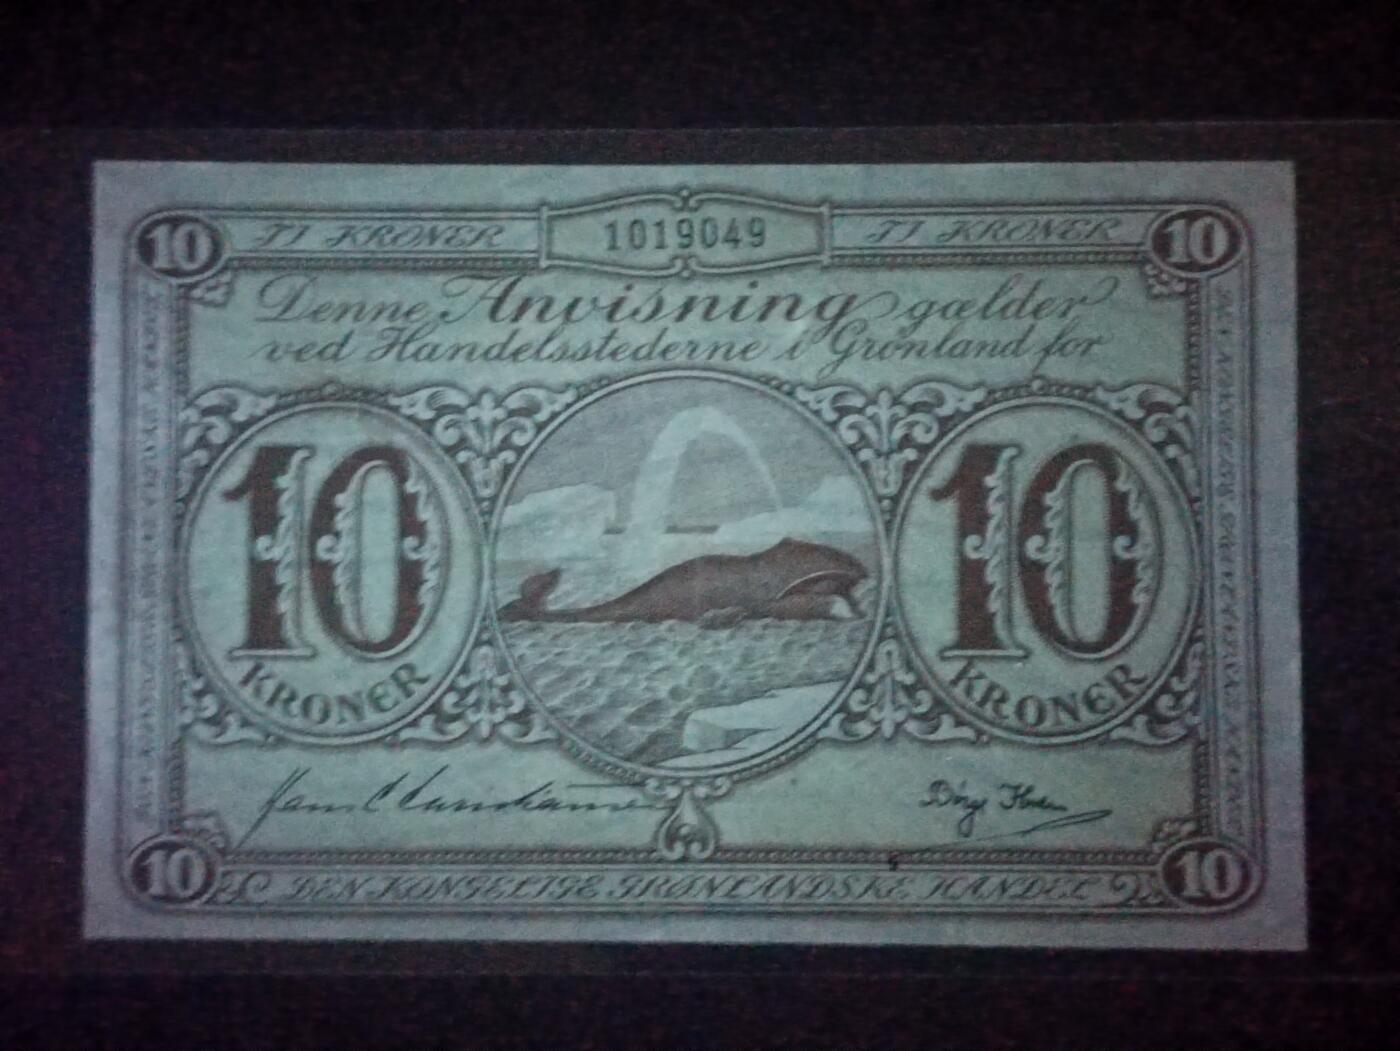 10 TI KRONER 1019049 TI KRONER 10
Denne Anvisning gælder
ved Handelsstederne i Grønland for
10 10
KRONER KRONER
10 DEN KONGELIGE GRØNLANDSKE HANDEL 10